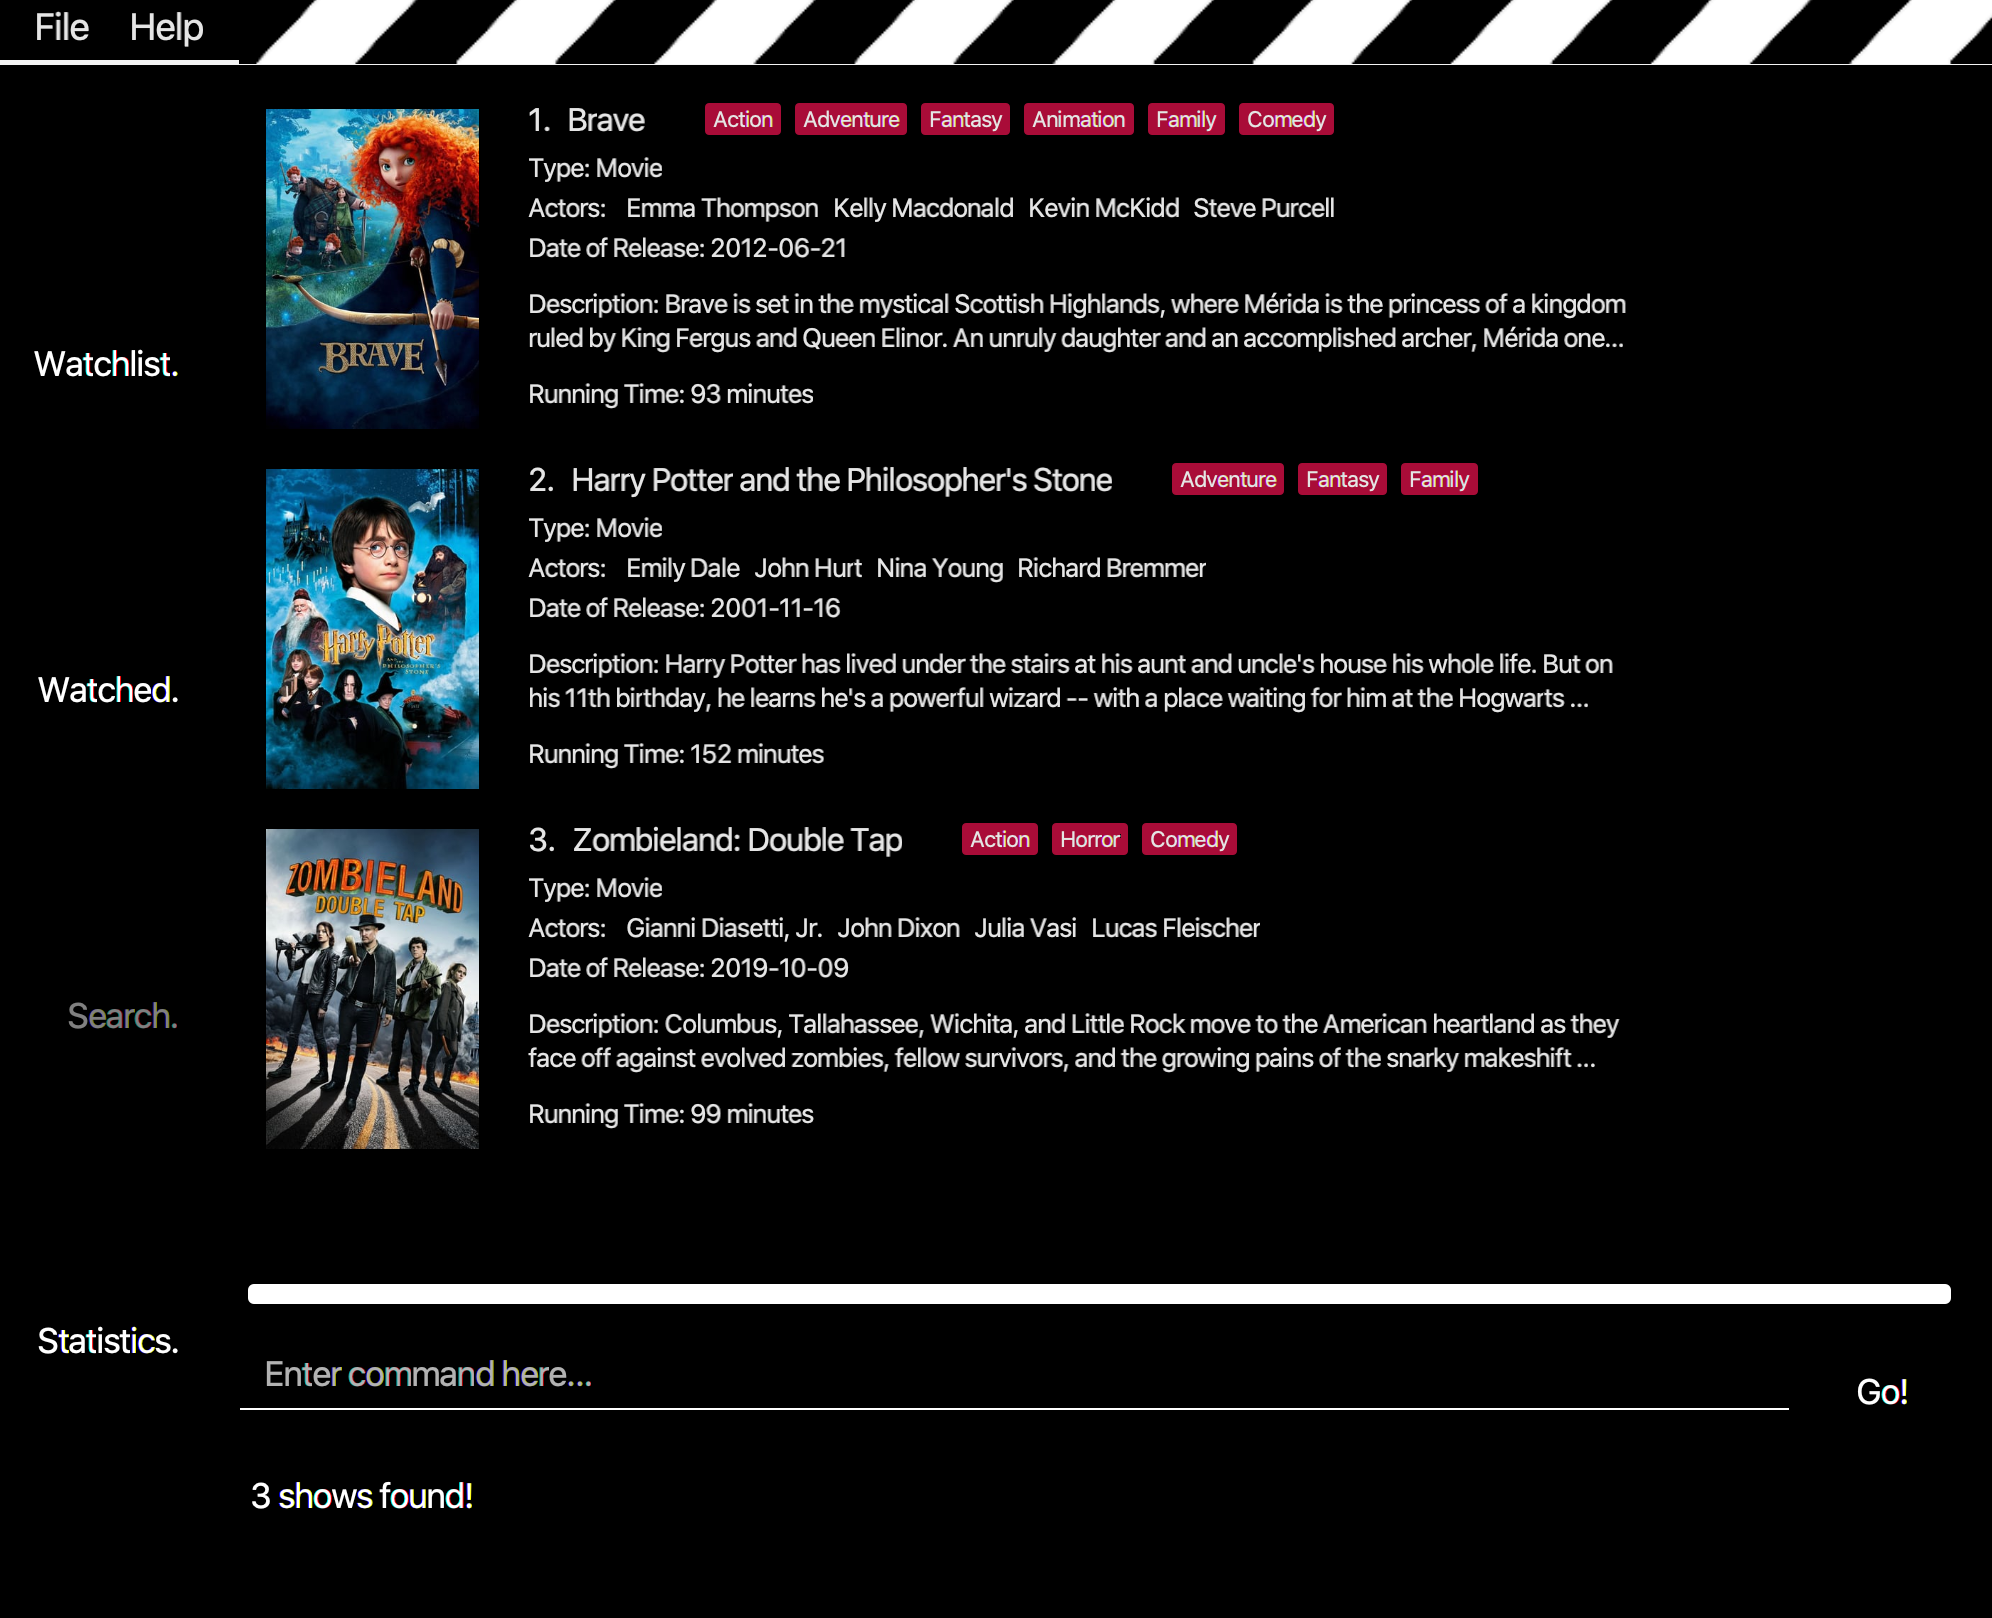 File Help
1. Brave Action Adventure Fantasy Animation Family Comedy
Type: Movie
Actors: Emma Thompson Kelly Macdonald Kevin McKidd Steve Purcell
Date of Release: 2012-06-21
Description: Brave is set in the mystical Scottish Highlands, where Mérida is the princess of a kingdom
ruled by King Fergus and Queen Elinor. An unruly daughter and an accomplished archer, Mérida one...
Running Time: 93 minutes
BRAVE
Watchlist.
2. Harry Potter and the Philosopher's Stone Adventure Fantasy Family
Type: Movie
Actors: Emily Dale John Hurt Nina Young Richard Bremmer
Date of Release: 2001-11-16
Description: Harry Potter has lived under the stairs at his aunt and uncle's house his whole life. But on
his 11th birthday, he learns he's a powerful wizard -- with a place waiting for him at the Hogwarts ...
Running Time: 152 minutes
Harry Potter
AND THE
PHILOSOPHER'S
STONE
Watched.
3. Zombieland: Double Tap Action Horror Comedy
Type: Movie
Actors: Gianni Diasetti, Jr. John Dixon Julia Vasi Lucas Fleischer
Date of Release: 2019-10-09
Description: Columbus, Tallahassee, Wichita, and Little Rock move to the American heartland as they
face off against evolved zombies, fellow survivors, and the growing pains of the snarky makeshift ...
Running Time: 99 minutes
ZOMBIELAND
DOUBLE TAP
Search.
Statistics.
Enter command here...
Go!
3 shows found!